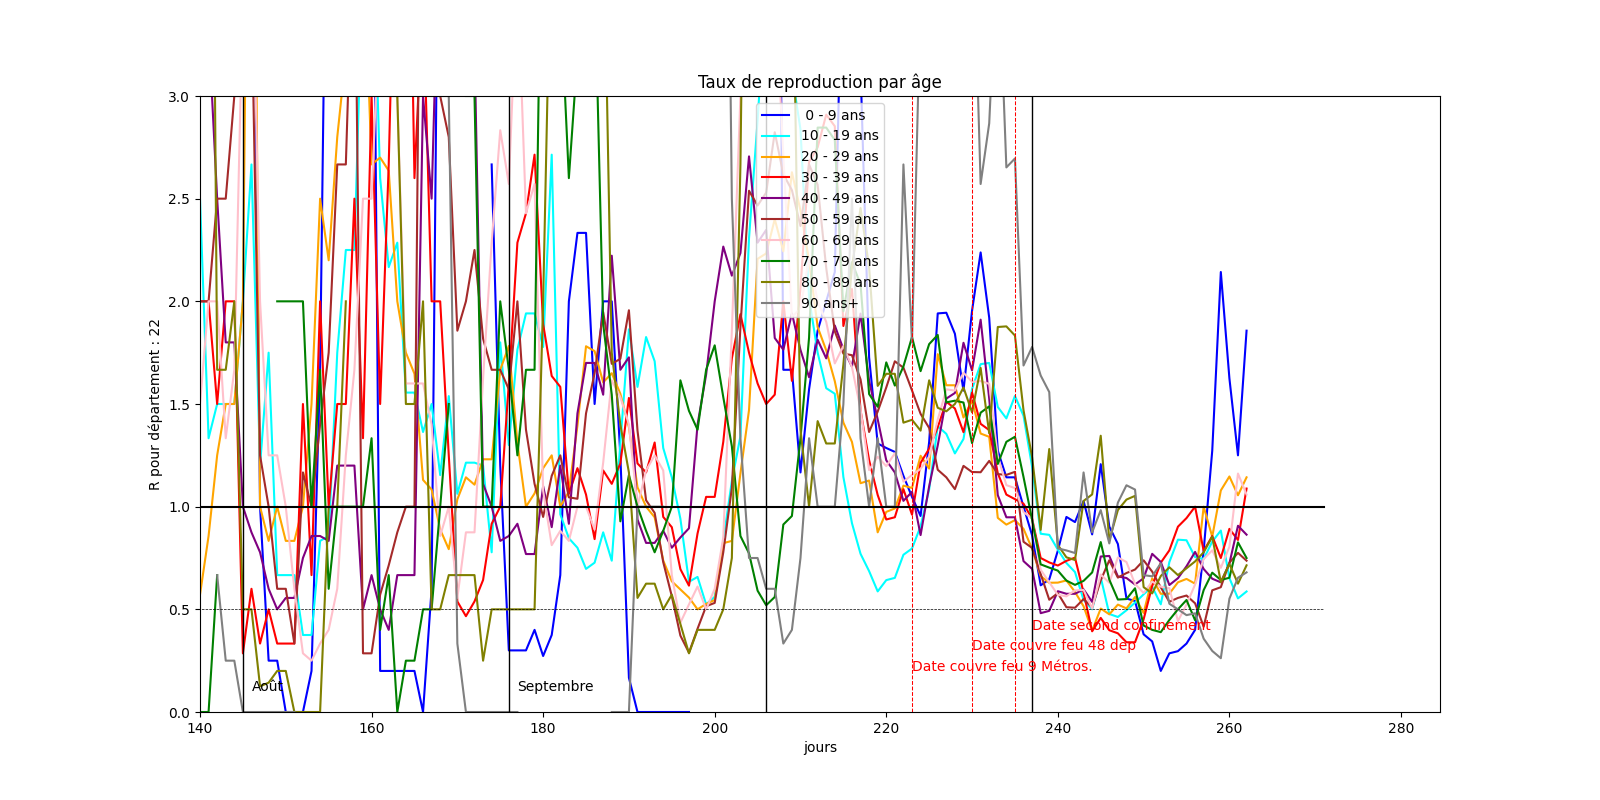 Taux de reproduction par âge
R pour département : 22
3.0
2.5
2.0
1.5
1.0
0.5
0.0
0 - 9 ans
10 - 19 ans
20 - 29 ans
30 - 39 ans
40 - 49 ans
50 - 59 ans
60 - 69 ans
70 - 79 ans
80 - 89 ans
90 ans+
Date second confinement
Date couvre feu 48 dep
Date couvre feu 9 Métros.
Août
Septembre
140
160
180
200
220
240
260
280
jours